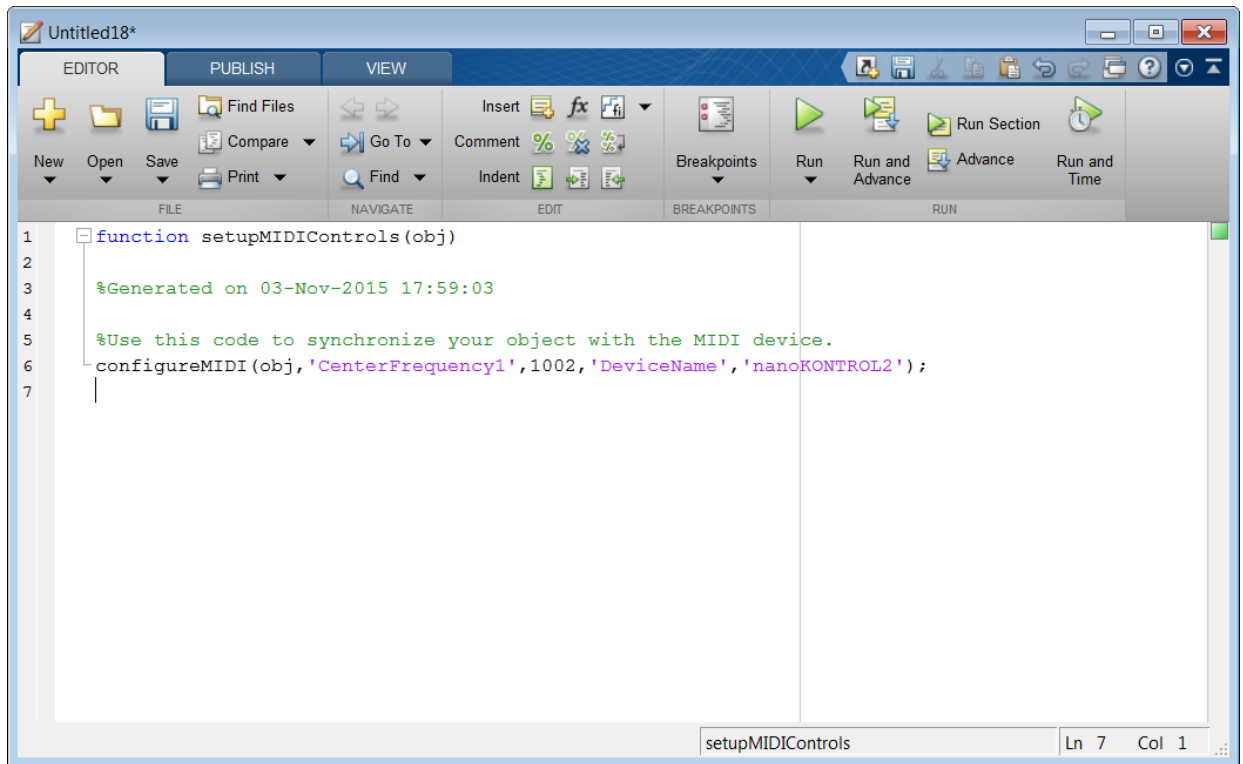 Untitled18*
EDITOR PUBLISH VIEW
Find Files
Insert fx
Compare
Go To
Comment
Run Section
New Open Save
Breakpoints
Run
Run and Advance
Advance
Run and Time
Print
Find
Indent
FILE NAVIGATE EDIT BREAKPOINTS RUN
1 function setupMIDIControls(obj)
2
3 %Generated on 03-Nov-2015 17:59:03
4
5 %Use this code to synchronize your object with the MIDI device.
6 configureMIDI(obj,'CenterFrequency1',1002,'DeviceName','nanoKONTROL2');
7
setupMIDIControls Ln 7 Col 1